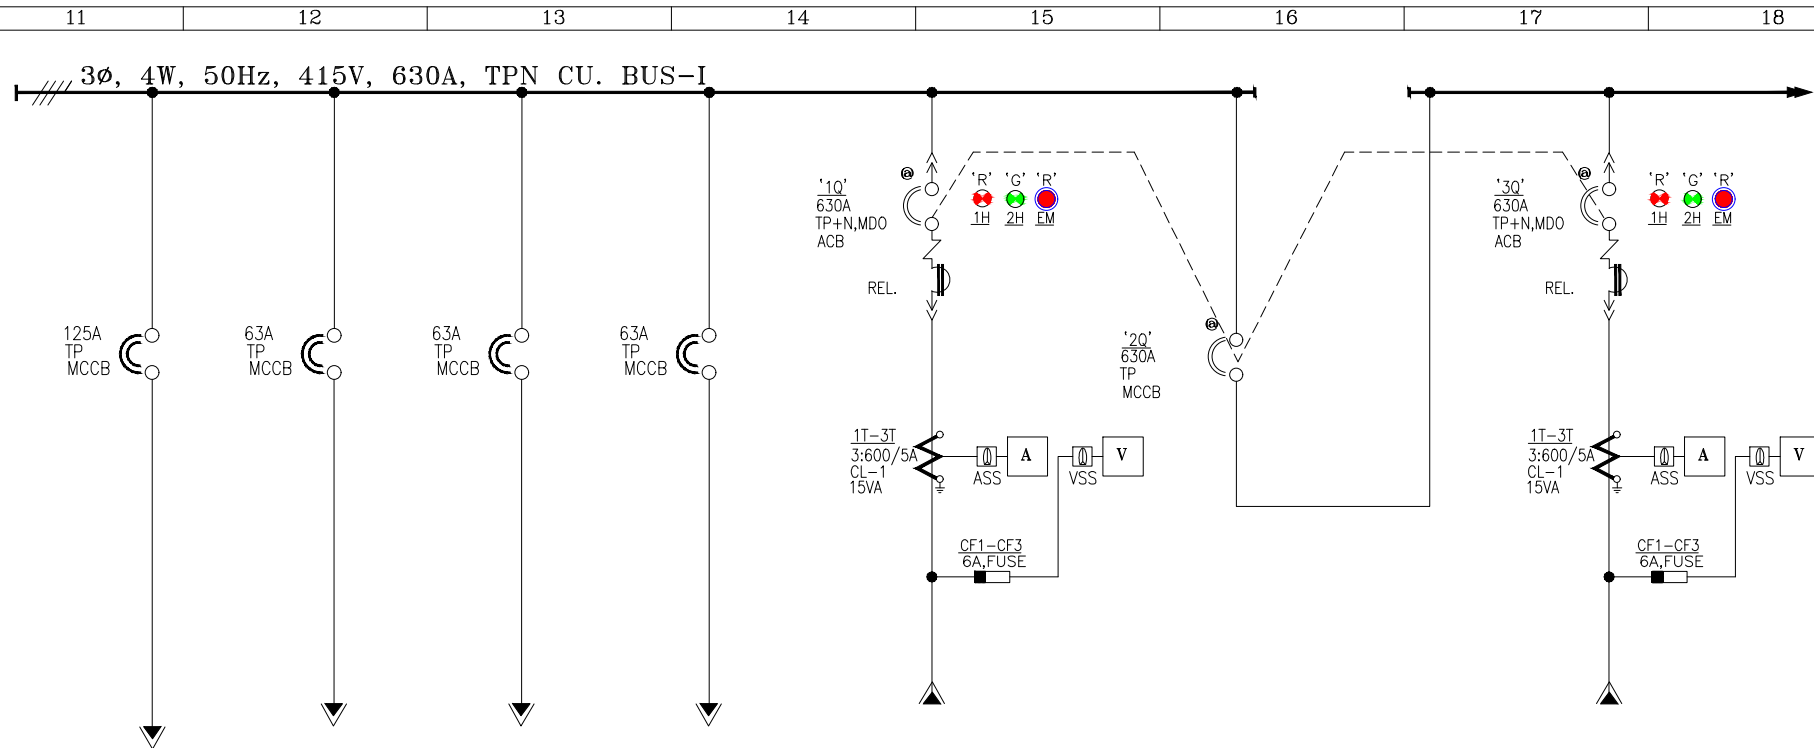 11 12 13 14 15 16 17 18
3ø, 4W, 50Hz, 415V, 630A, TPN CU. BUS-I
125A
TP
MCCB
63A
TP
MCCB
63A
TP
MCCB
63A
TP
MCCB
'1Q'
630A
TP+N,MDO
ACB
@
'R' 'G' 'R'
1H 2H EM
REL.
1T-3T
3:600/5A
CL-1
15VA
ASS
A
VSS
V
CF1-CF3
6A,FUSE
@
'2Q'
630A
TP
MCCB
'3Q'
630A
TP+N,MDO
ACB
@
'R' 'G' 'R'
1H 2H EM
REL.
1T-3T
3:600/5A
CL-1
15VA
ASS
A
VSS
V
CF1-CF3
6A,FUSE